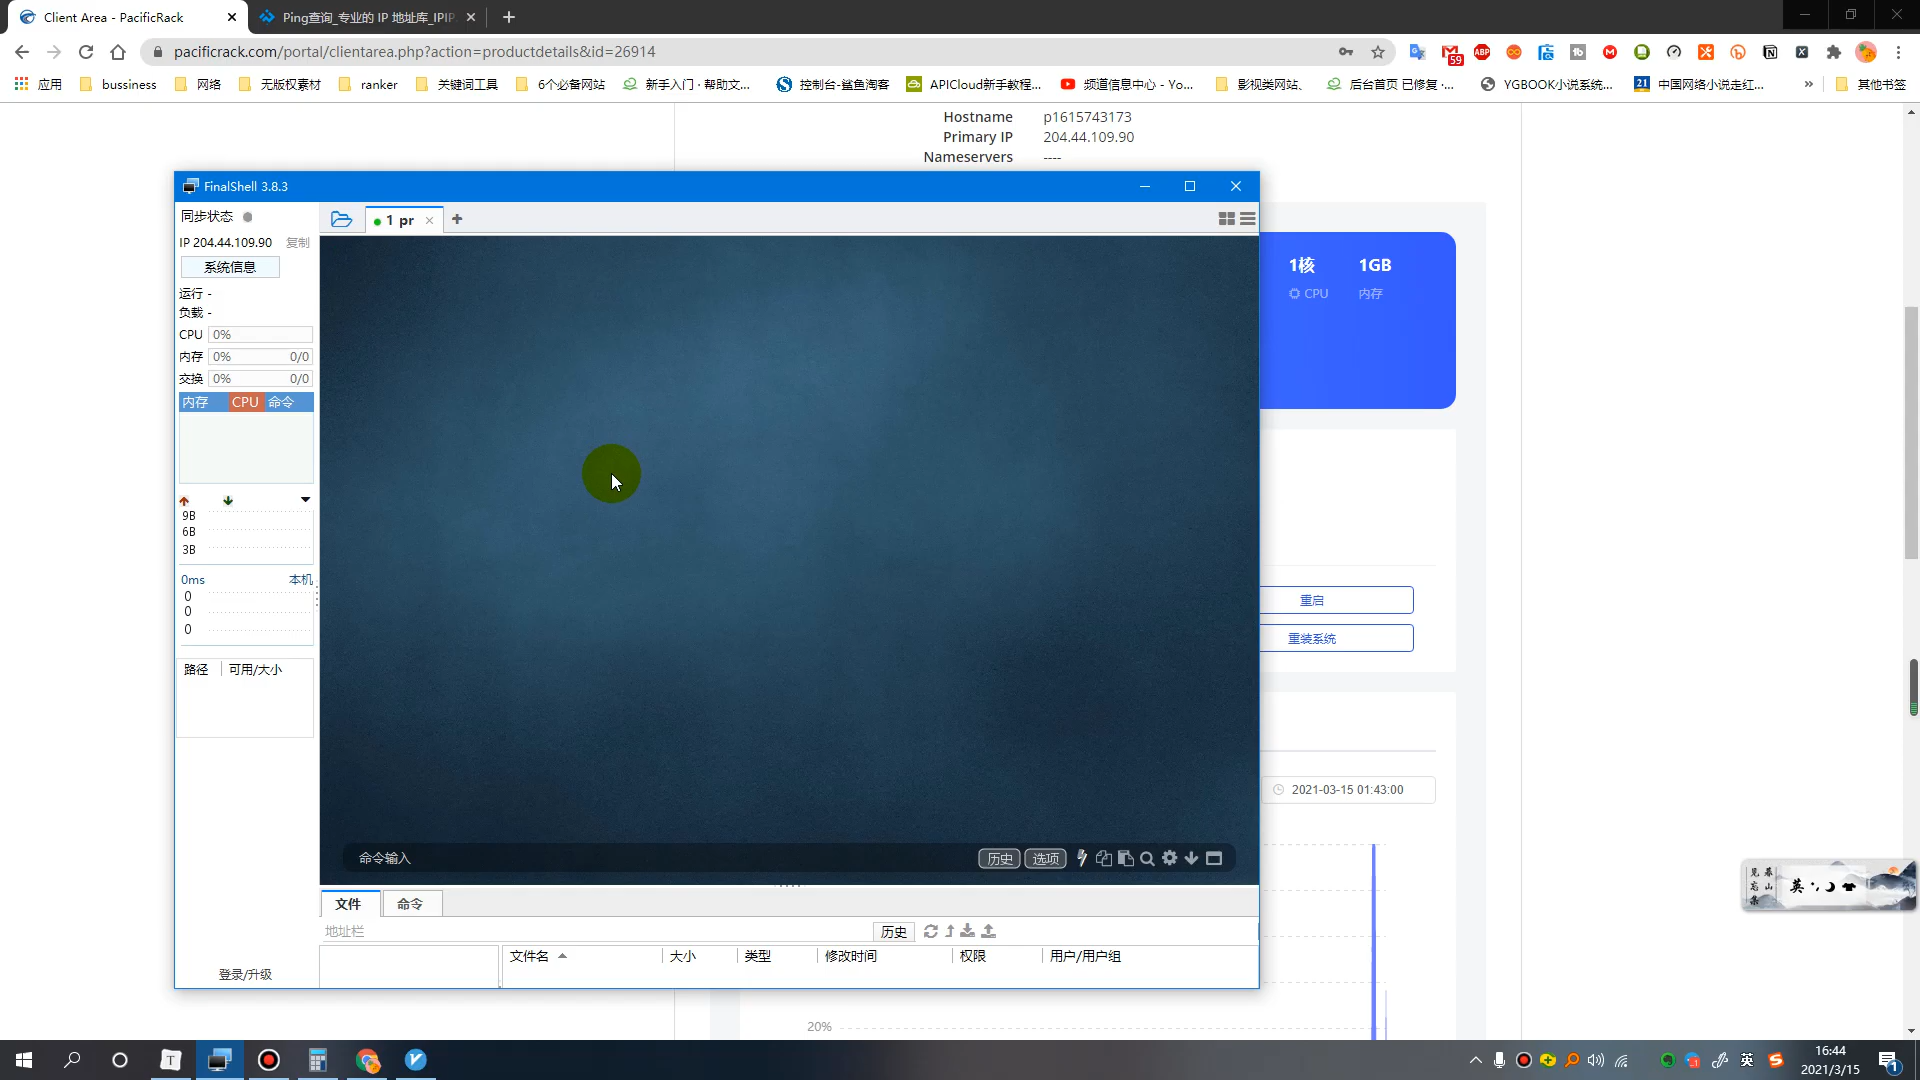 Client Area - PacificRack
Ping查询_专业的 IP 地址库_IPIP.
pacificrack.com/portal/clientarea.php?action=productdetails&id=26914
59
ABP
应用
bussiness
网络
无版权素材
ranker
关键词工具
6个必备网站
新手入门 · 帮助文...
控制台-鲨鱼淘客
APICloud新手教程...
频道信息中心 - Yo...
影视类网站、
后台首页 已修复 ·...
YGBOOK小说系统...
21
中国网络小说走红...
»
其他书签
Hostname p1615743173
Primary IP 204.44.109.90
Nameservers ----
FinalShell 3.8.3
同步状态
1 pr
IP 204.44.109.90 复制
系统信息
运行 -
负载 -
CPU 0%
内存 0% 0/0
交换 0% 0/0
内存 CPU 命令
9B
6B
3B
0ms 本机
0
0
0
路径 可用/大小
登录/升级
命令输入
历史
选项
文件
命令
地址栏
历史
文件名 大小 类型 修改时间 权限 用户/用户组
1核
1GB
CPU
内存
重启
重装系统
2021-03-15 01:43:00
20%
英
16:44
2021/3/15
英
1